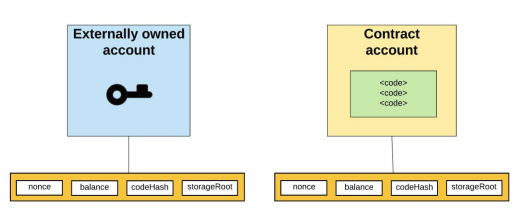 Externally owned
account
Contract
account
<code>
<code>
<code>
nonce balance codeHash storageRoot
nonce balance codeHash storageRoot